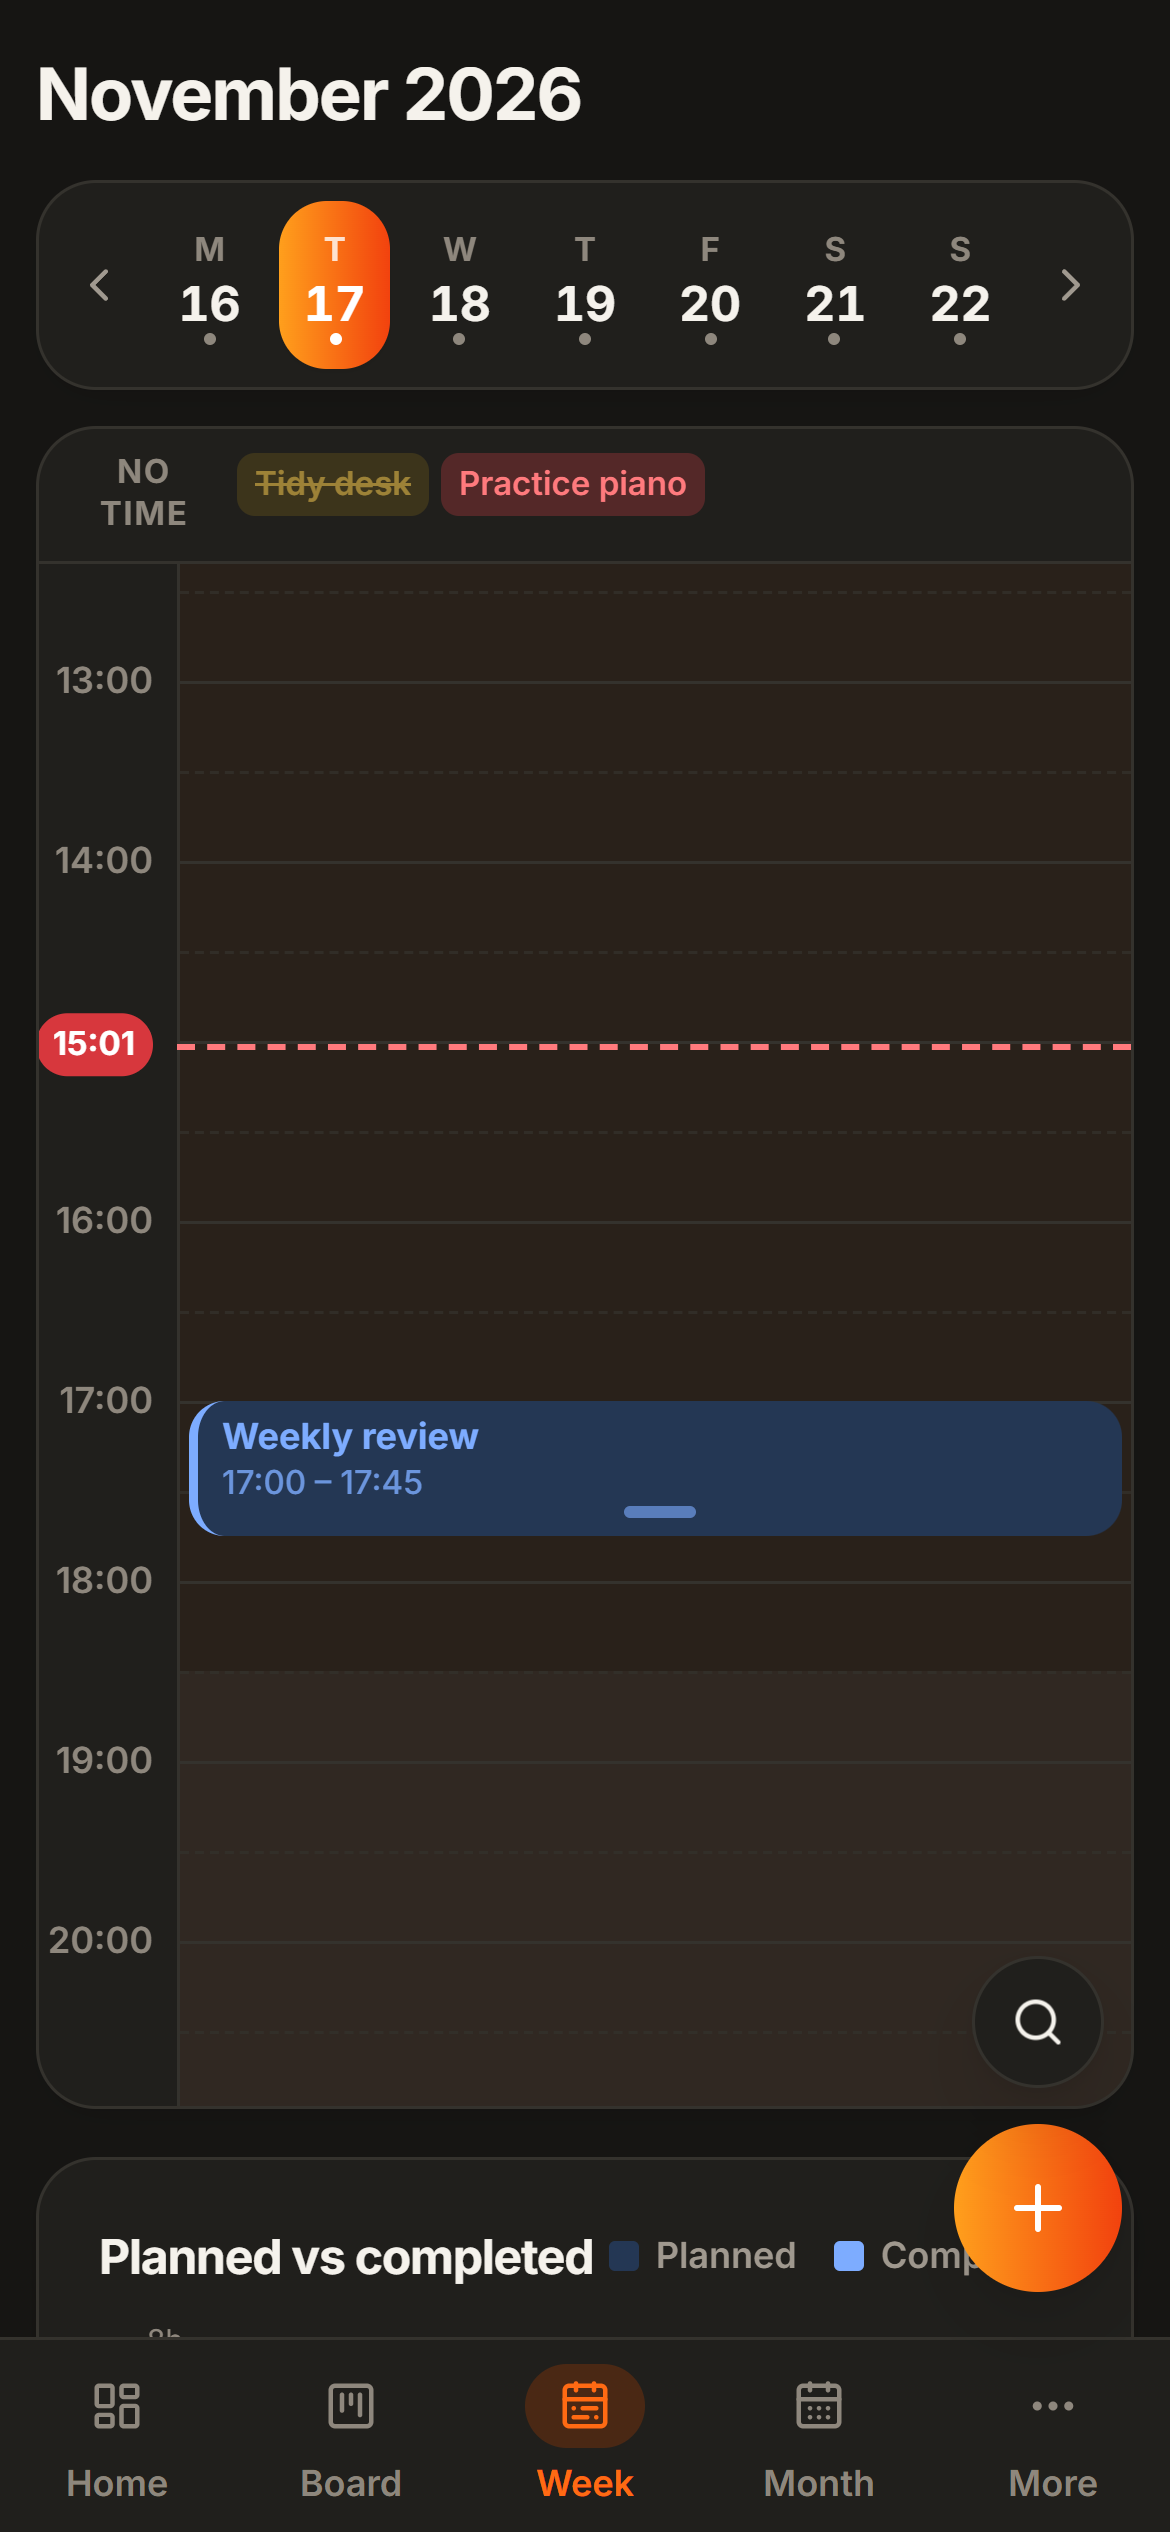 November 2026
M T W T F S S
16 17 18 19 20 21 22
NO TIME
Tidy desk Practice piano
13:00
14:00
15:01
16:00
17:00
Weekly review
17:00 – 17:45
18:00
19:00
20:00
Planned vs completed Planned
Home Board Week Month More